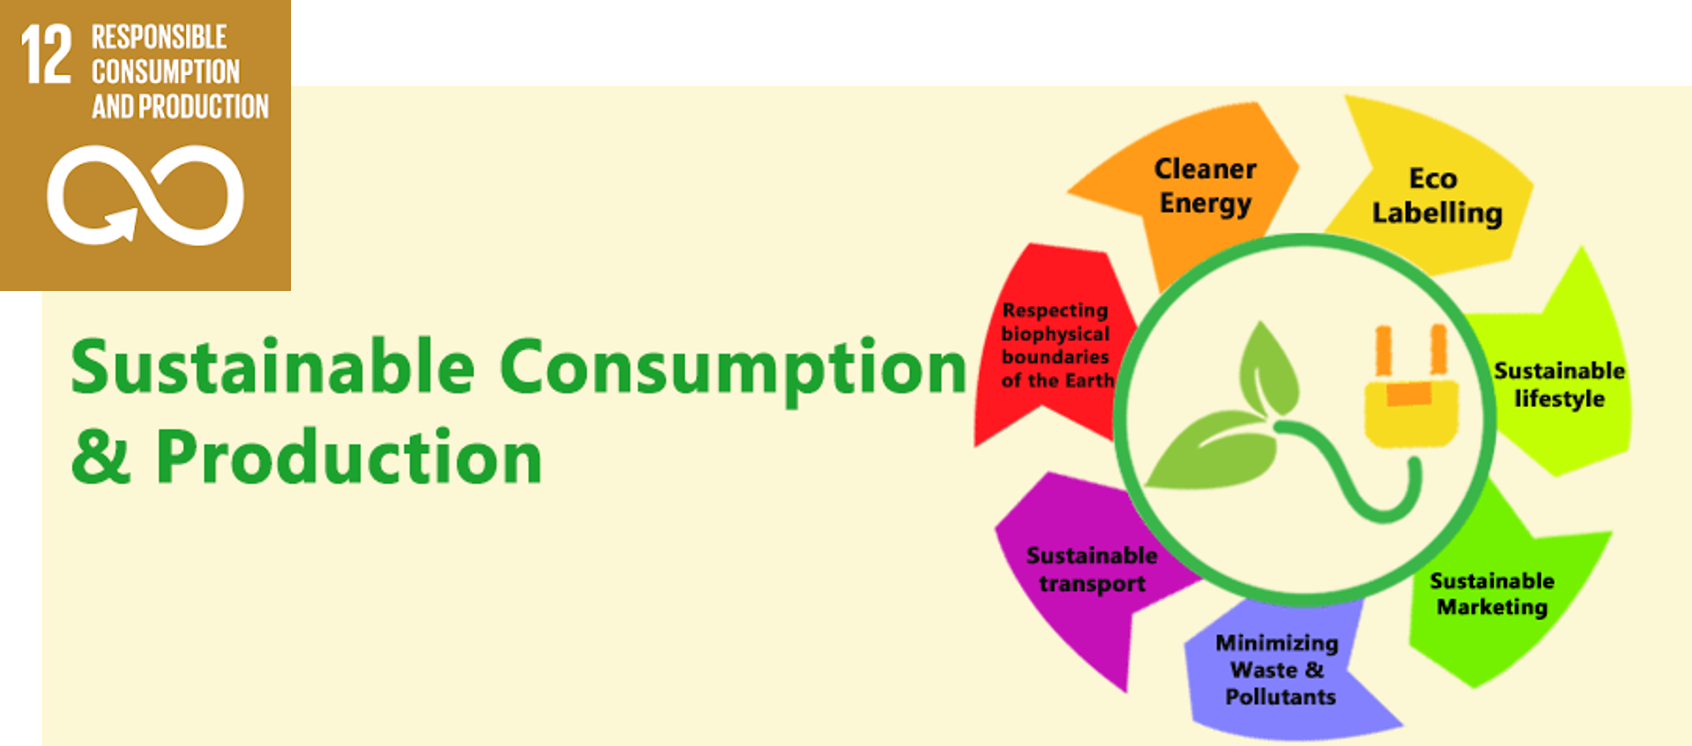 12 RESPONSIBLE
CONSUMPTION
AND PRODUCTION
Sustainable Consumption
& Production
Cleaner
Energy
Eco
Labelling
Sustainable
lifestyle
Sustainable
Marketing
Minimizing
Waste &
Pollutants
Sustainable
transport
Respecting
biophysical
boundaries
of the Earth